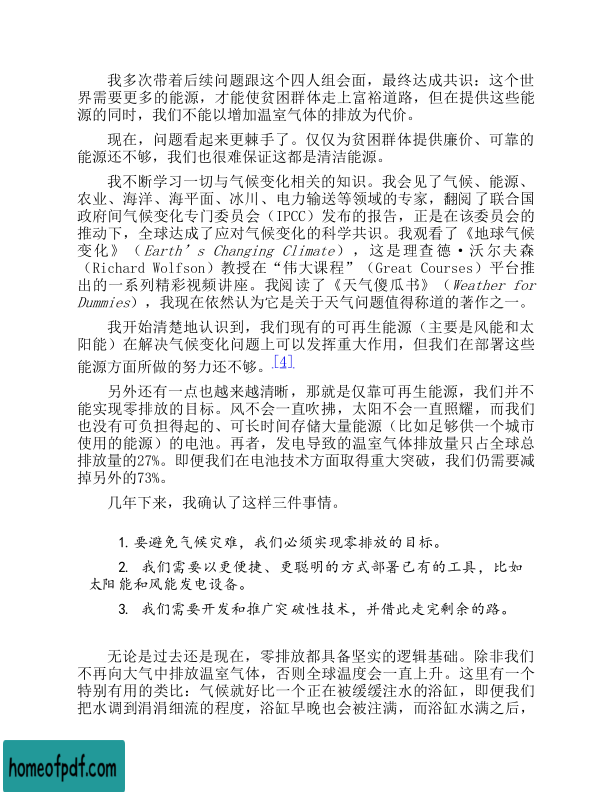 我多次带着后续问题跟这个四人组会面，最终达成共识：这个世
界需要更多的能源，才能使贫困群体走上富裕道路，但在提供这些能
源的同时，我们不能以增加温室气体的排放为代价。
现在，问题看起来更棘手了。仅仅为贫困群体提供廉价、可靠的
能源还不够，我们也很难保证这都是清洁能源。
我不断学习一切与气候变化相关的知识。我会见了气候、能源、
农业、海洋、海平面、冰川、电力输送等领域的专家，翻阅了联合国
政府间气候变化专门委员会（IPCC）发布的报告，正是在该委员会的
推动下，全球达成了应对气候变化的科学共识。我观看了《地球气候
变化》（Earth’s Changing Climate），这是理查德·沃尔夫森
（Richard Wolfson）教授在“伟大课程”（Great Courses）平台推
出的一系列精彩视频讲座。我阅读了《天气傻瓜书》（Weather for
Dummies），我现在依然认为它是关于天气问题值得称道的著作之一。
我开始清楚地认识到，我们现有的可再生能源（主要是风能和太
阳能）在解决气候变化问题上可以发挥重大作用，但我们在部署这些
能源方面所做的努力还不够。[4]
另外还有一点也越来越清晰，那就是仅靠可再生能源，我们并不
能实现零排放的目标。风不会一直吹拂，太阳不会一直照耀，而我们
也没有可负担得起的、可长时间存储大量能源（比如足够供一个城市
使用的能源）的电池。再者，发电导致的温室气体排放量只占全球总
排放量的27%。即便我们在电池技术方面取得重大突破，我们仍需要减
掉另外的73%。
几年下来，我确认了这样三件事情。
1. 要避免气候灾难，我们必须实现零排放的目标。
2. 我们需要以更便捷、更聪明的方式部署已有的工具，比如
太阳能和风能发电设备。
3. 我们需要开发和推广突破性技术，并借此走完剩余的路。
无论是过去还是现在，零排放都具备坚实的逻辑基础。除非我们
不再向大气中排放温室气体，否则全球温度会一直上升。这里有一个
特别有用的类比：气候就好比一个正在被缓缓注水的浴缸，即便我们
把水调到涓涓细流的程度，浴缸早晚也会被注满，而浴缸水满之后，
homeofpdf.com